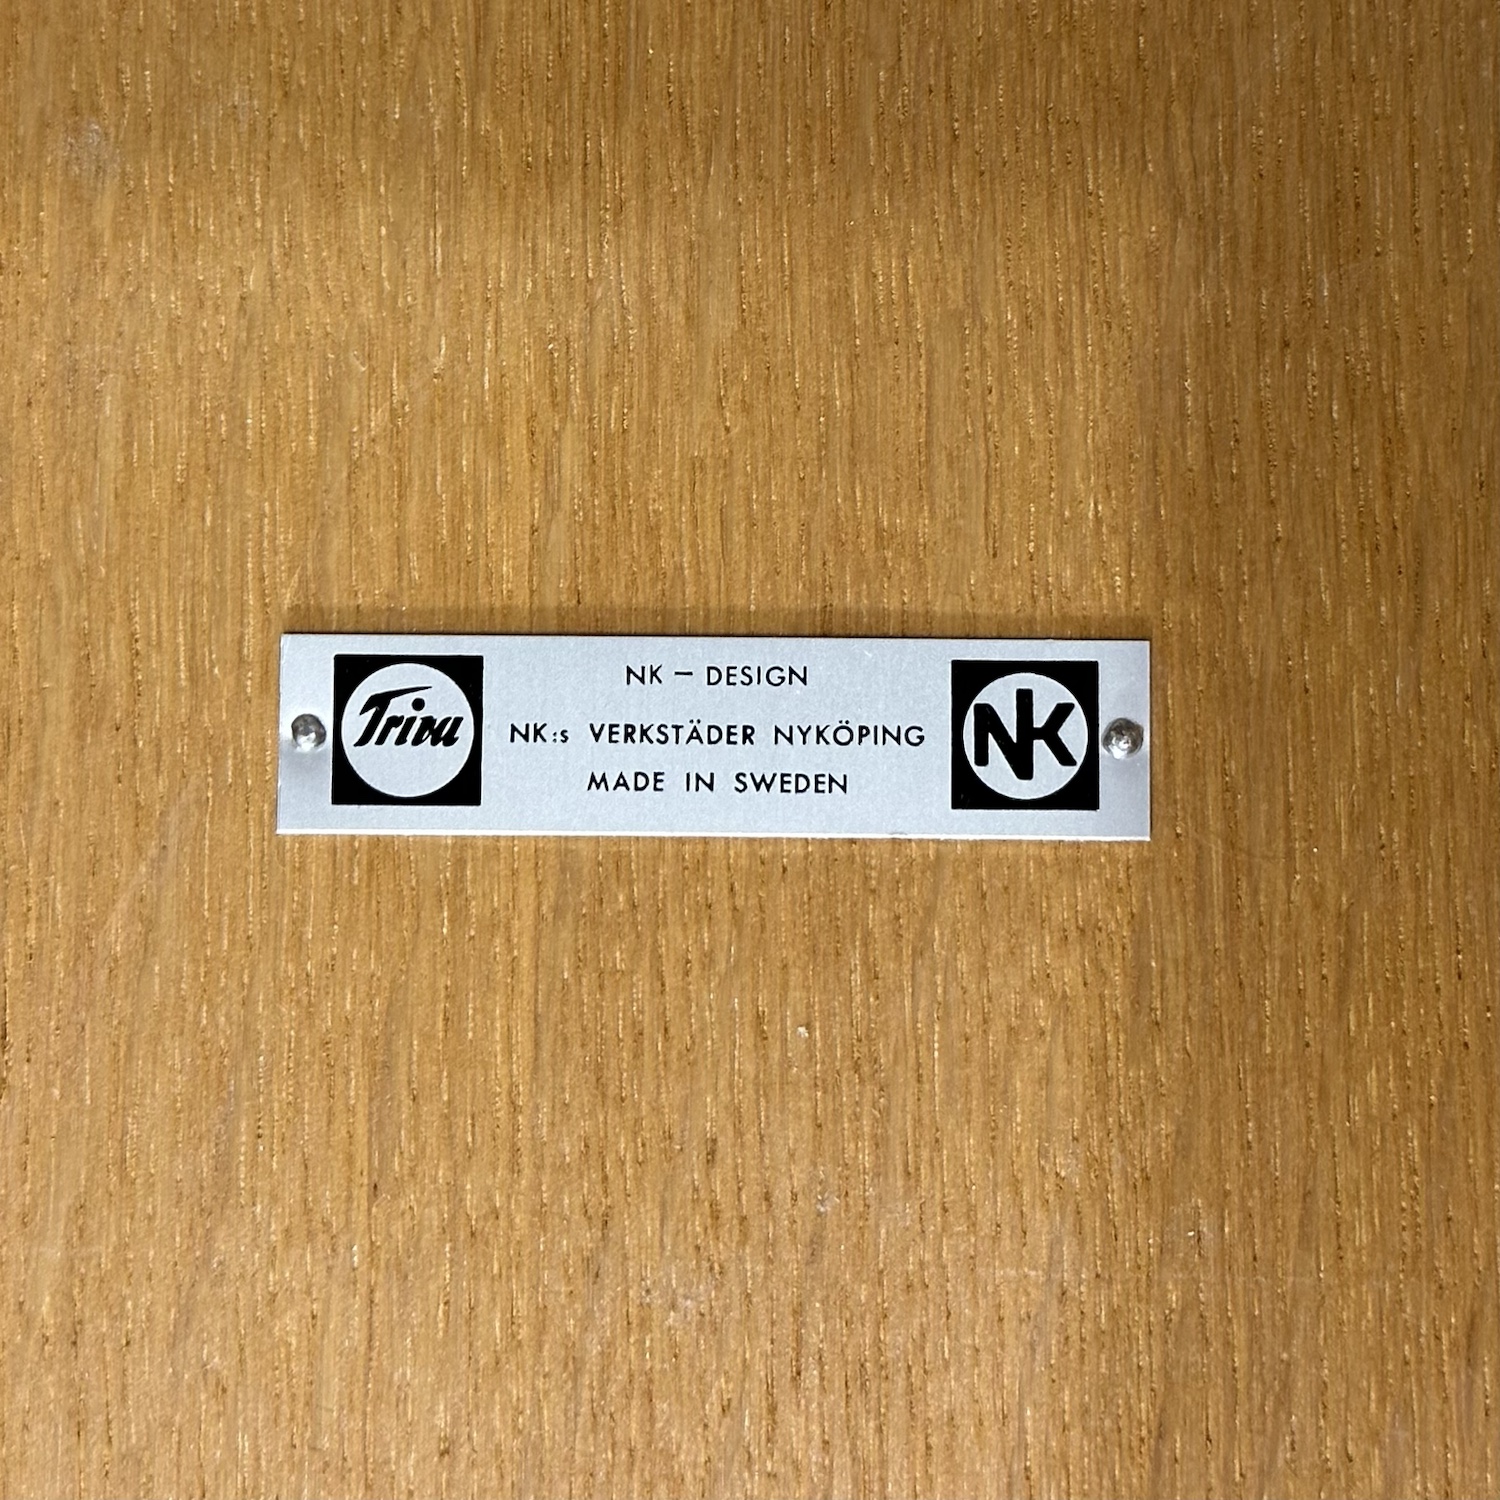 Triva
NK – DESIGN
NK:s VERKSTÄDER NYKÖPING
MADE IN SWEDEN
NK